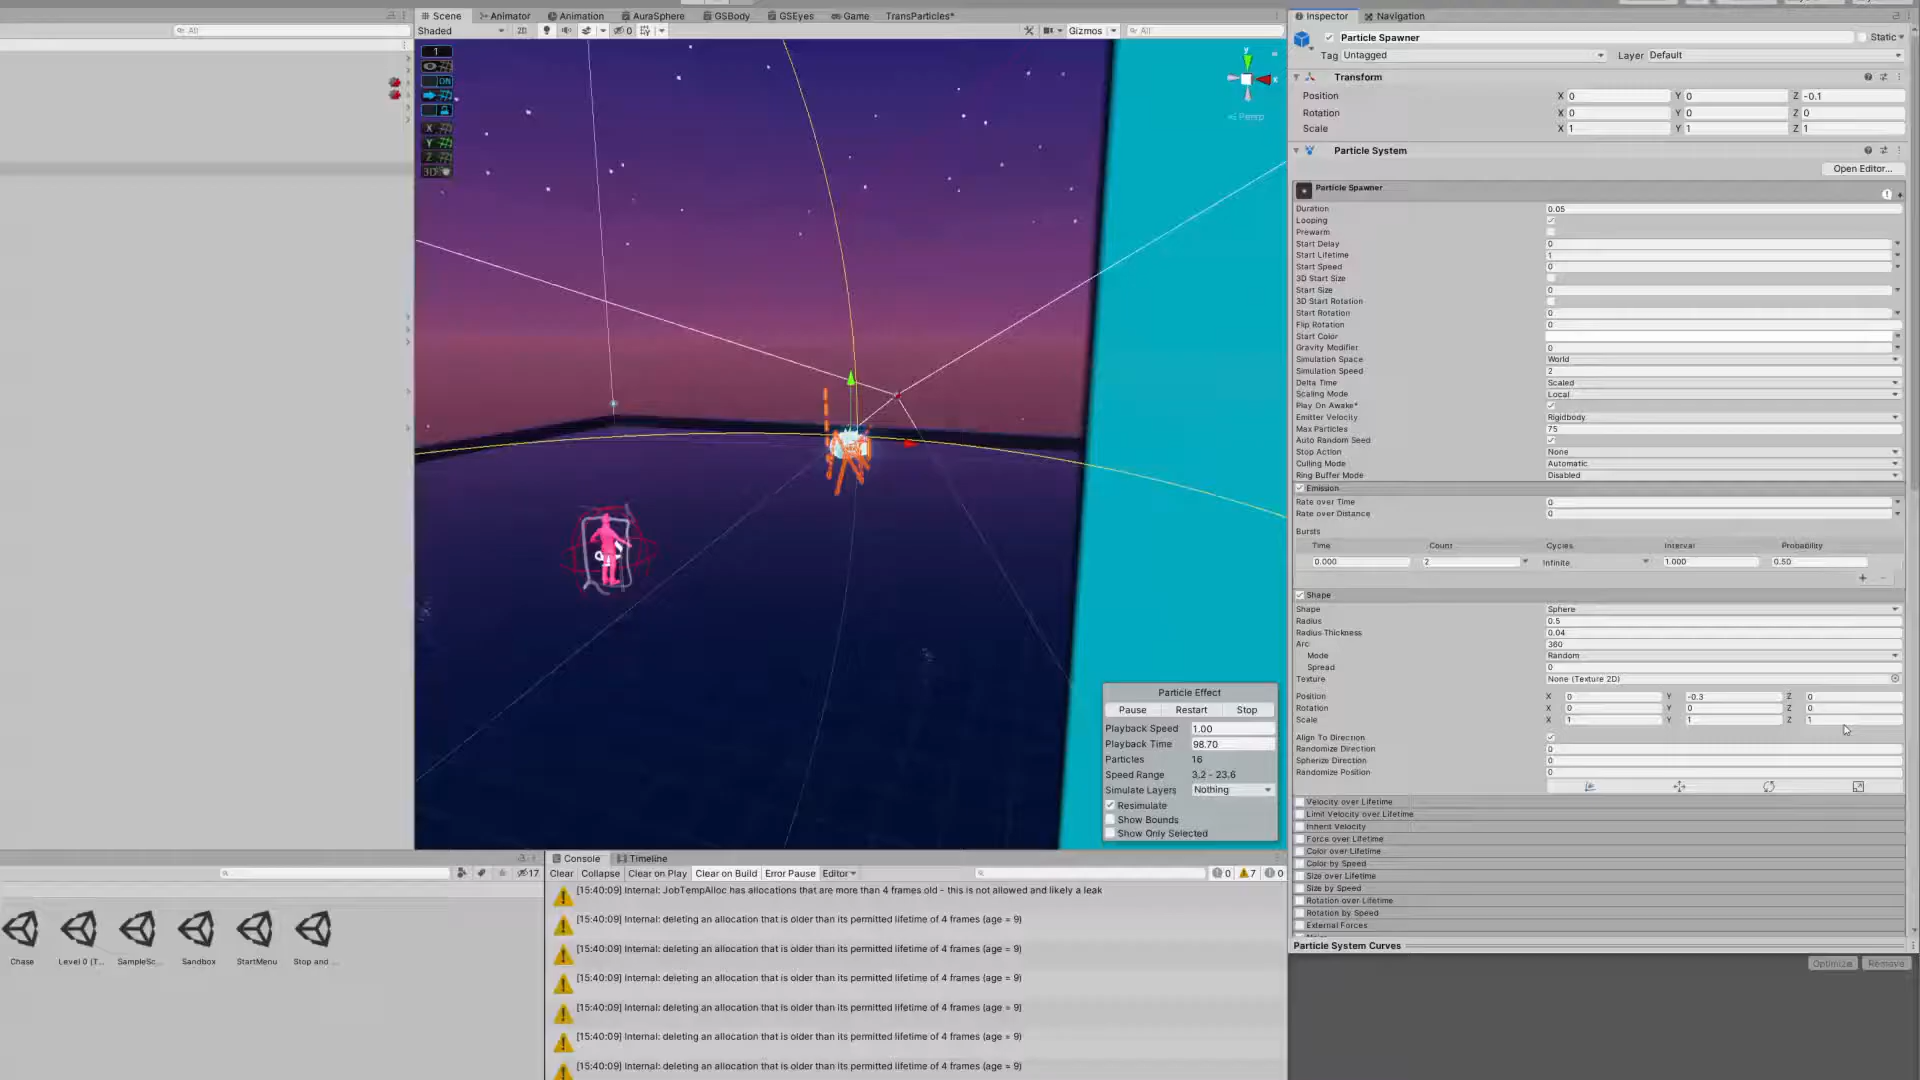 All
Scene Animator Animation AuraSphere GSBody GSEyes Game TransParticles*
Shaded 2D 0 Gizmos All
1
ON
X
Y
Z
3D
y
x
Persp
Particle Effect
Pause Restart Stop
Playback Speed 1.00
Playback Time 98.70
Particles 16
Speed Range 3.2 - 23.6
Simulate Layers Nothing
Resimulate
Show Bounds
Show Only Selected
Inspector Navigation
Particle Spawner Static
Tag Untagged Layer Default
Transform
Position X 0 Y 0 Z -0.1
Rotation X 0 Y 0 Z 0
Scale X 1 Y 1 Z 1
Particle System
Open Editor...
Particle Spawner
Duration 0.05
Looping
Prewarm
Start Delay 0
Start Lifetime 1
Start Speed 0
3D Start Size
Start Size 0
3D Start Rotation
Start Rotation 0
Flip Rotation 0
Start Color
Gravity Modifier 0
Simulation Space World
Simulation Speed 2
Delta Time Scaled
Scaling Mode Local
Play On Awake*
Emitter Velocity Rigidbody
Max Particles 75
Auto Random Seed
Stop Action None
Culling Mode Automatic
Ring Buffer Mode Disabled
Emission
Rate over Time 0
Rate over Distance 0
Bursts
Time Count Cycles Interval Probability
0.000 2 Infinite 1.000 0.50
Shape
Shape Sphere
Radius 0.5
Radius Thickness 0.04
Arc 360
Mode Random
Spread 0
Texture None (Texture 2D)
Position X 0 Y -0.3 Z 0
Rotation X 0 Y 0 Z 0
Scale X 1 Y 1 Z 1
Align To Direction
Randomize Direction 0
Spherize Direction 0
Randomize Position 0
Velocity over Lifetime
Limit Velocity over Lifetime
Inherit Velocity
Force over Lifetime
Color over Lifetime
Color by Speed
Size over Lifetime
Size by Speed
Rotation over Lifetime
Rotation by Speed
External Forces
Particle System Curves
Optimize Remove
17
Chase Level 0 (T... SampleSc... Sandbox StartMenu Stop and ...
Console Timeline
Clear Collapse Clear on Play Clear on Build Error Pause Editor 0 7 0
[15:40:09] Internal: JobTempAlloc has allocations that are more than 4 frames old - this is not allowed and likely a leak
[15:40:09] Internal: deleting an allocation that is older than its permitted lifetime of 4 frames (age = 9)
[15:40:09] Internal: deleting an allocation that is older than its permitted lifetime of 4 frames (age = 9)
[15:40:09] Internal: deleting an allocation that is older than its permitted lifetime of 4 frames (age = 9)
[15:40:09] Internal: deleting an allocation that is older than its permitted lifetime of 4 frames (age = 9)
[15:40:09] Internal: deleting an allocation that is older than its permitted lifetime of 4 frames (age = 9)
[15:40:09] Internal: deleting an allocation that is older than its permitted lifetime of 4 frames (age = 9)